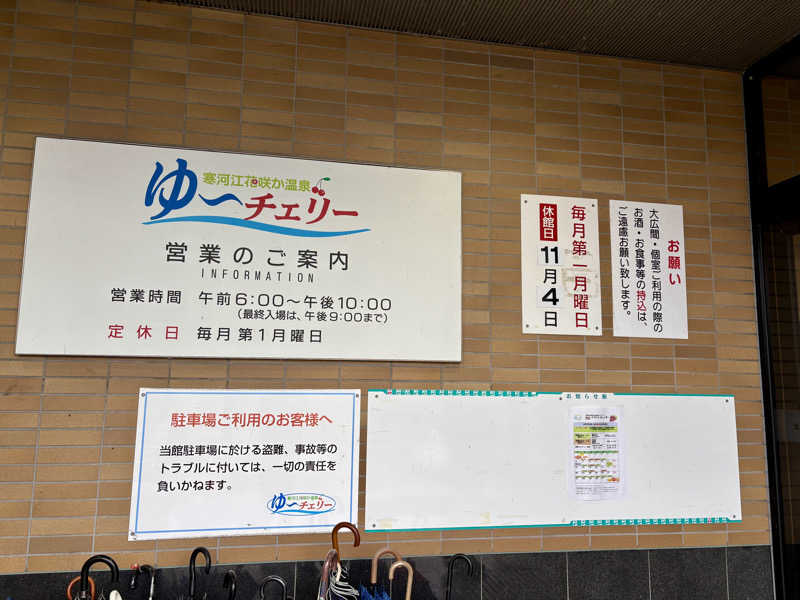 寒河江花咲か温泉
ゆ〜チェリー
営業のご案内
INFORMATION
営業時間 午前6:00〜午後10:00
(最終入場は、午後9:00まで)
定休日 毎月第1月曜日
毎月第一月曜日
休館日 11月4日
お願い
大広間・個室ご利用の際の
お酒・お食事等の持込は、
ご遠慮お願い致します。
駐車場ご利用のお客様へ
当館駐車場に於ける盗難、事故等の
トラブルに付いては、一切の責任を
負いかねます。
寒河江花咲か温泉
ゆ〜チェリー
お知らせ板